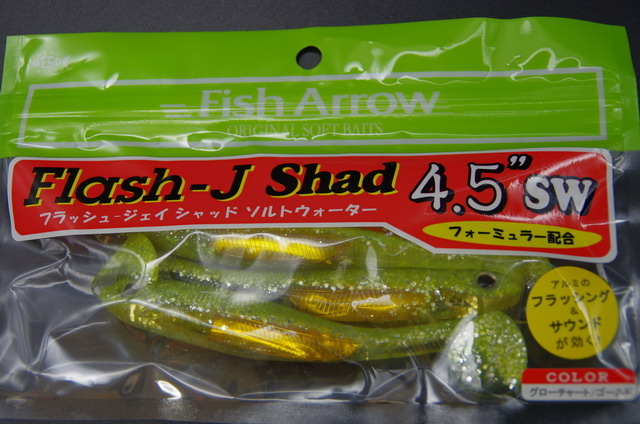 Fish Arrow
ORIGINAL SOFT BAITS
Flash-J Shad 4.5" SW
フラッシュ-ジェイ シャッド ソルトウォーター
フォーミュラー配合
アルミの
フラッシング
&
サウンド
が効く!
COLOR
グローチャート/ゴールド